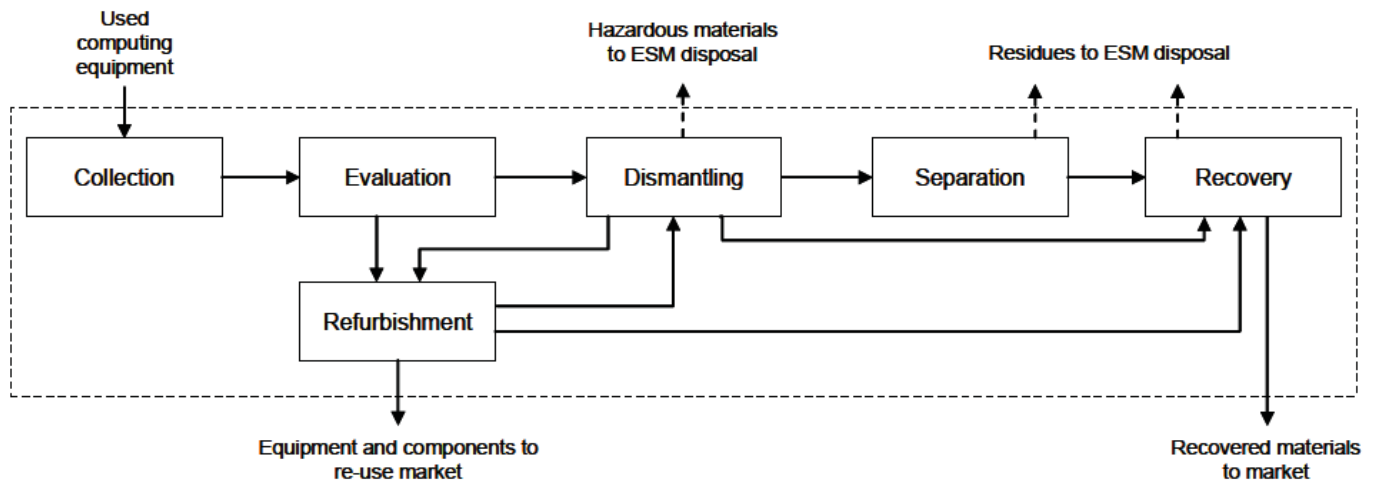 Used
computing
equipment
Hazardous materials
to ESM disposal
Residues to ESM disposal
Collection
Evaluation
Dismantling
Separation
Recovery
Refurbishment
Equipment and components to
re-use market
Recovered materials
to market